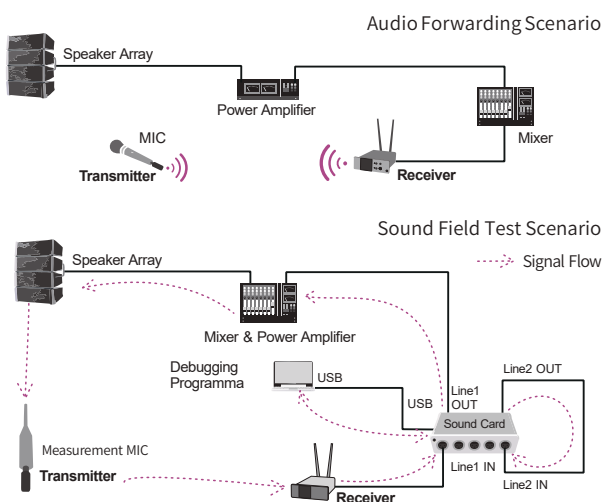 Audio Forwarding Scenario
Speaker Array
Power Amplifier
MIC
Transmitter
Mixer
Receiver
Sound Field Test Scenario
Signal Flow
Speaker Array
Mixer & Power Amplifier
Debugging
Programma
USB
USB
Line1
OUT
Line2 OUT
Sound Card
Measurement MIC
Transmitter
Line1 IN
Line2 IN
Receiver